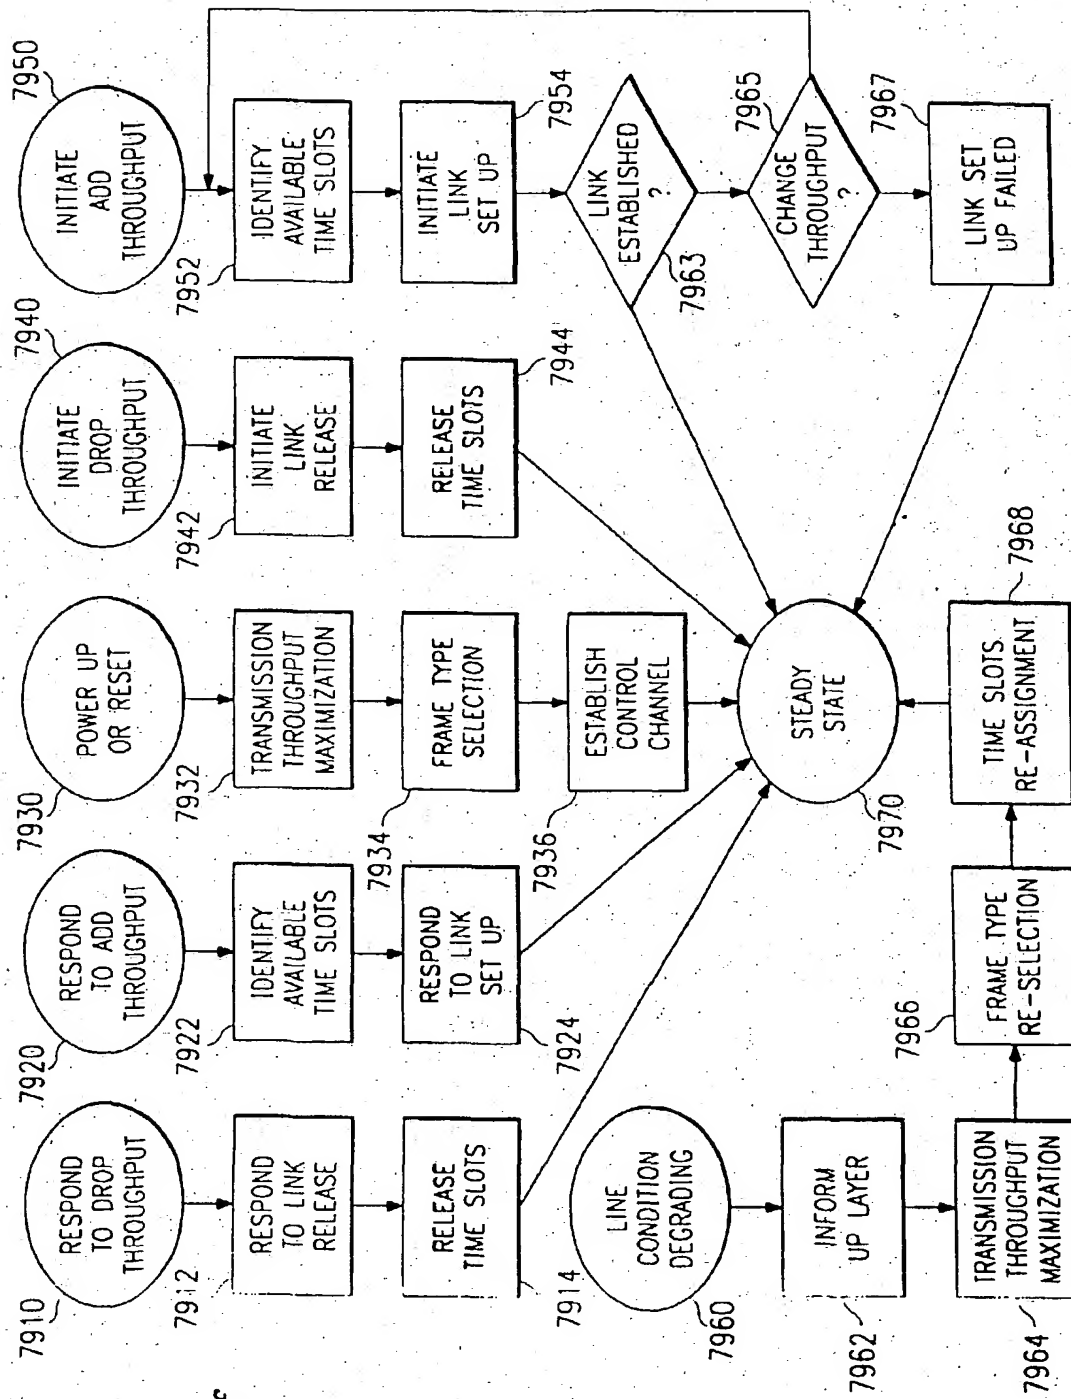 7910
RESPOND
TO DROP
THROUGHPUT
7912
RESPOND
TO LINK
RELEASE
RELEASE
TIME SLOTS
7914
7920
RESPOND
TO ADD
THROUGHPUT
7922
IDENTIFY
AVAILABLE
TIME SLOTS
RESPOND
TO LINK
SET UP
7924
7930
POWER UP
OR RESET
7932
TRANSMISSION
THROUGHPUT
MAXIMIZATION
7934
FRAME TYPE
SELECTION
7936
ESTABLISH
CONTROL
CHANNEL
7940
INITIATE
DROP
THROUGHPUT
7942
INITIATE
LINK
RELEASE
RELEASE
TIME SLOTS
7944
7950
INITIATE
ADD
THROUGHPUT
7952
IDENTIFY
AVAILABLE
TIME SLOTS
INITIATE
LINK
SET UP
7954
LINK
ESTABLISHED
?
7963
7965
CHANGE
THROUGHPUT
?
7967
LINK SET
UP FAILED
LINE
CONDITION
DEGRADING
7960
INFORM
UP LAYER
7962
TRANSMISSION
THROUGHPUT
MAXIMIZATION
7964
7966
FRAME TYPE
RE-SELECTION
TIME SLOTS
RE-ASSIGNMENT
7968
STEADY
STATE
7970